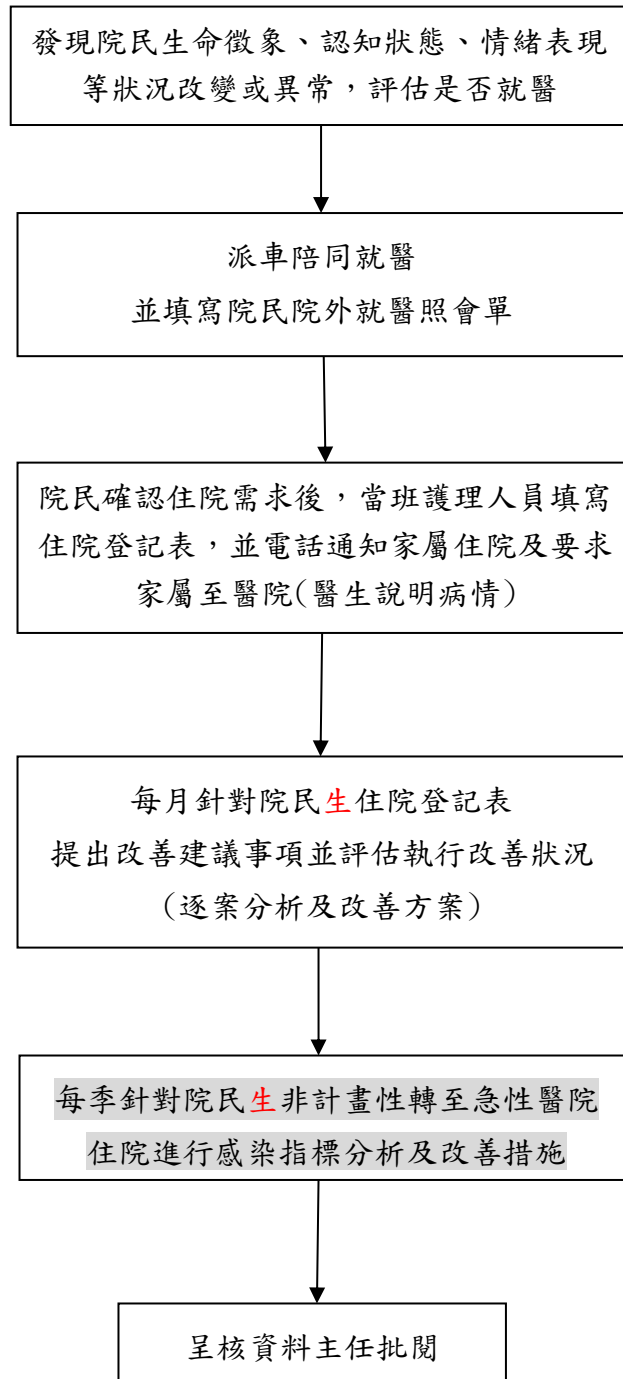 發現院民生命徵象、認知狀態、情緒表現
等狀況改變或異常，評估是否就醫
派車陪同就醫
並填寫院民院外就醫照會單
院民確認住院需求後，當班護理人員填寫
住院登記表，並電話通知家屬住院及要求
家屬至醫院(醫生說明病情)
每月針對院民生住院登記表
提出改善建議事項並評估執行改善狀況
(逐案分析及改善方案)
每季針對院民生非計畫性轉至急性醫院
住院進行感染指標分析及改善措施
呈核資料主任批閱